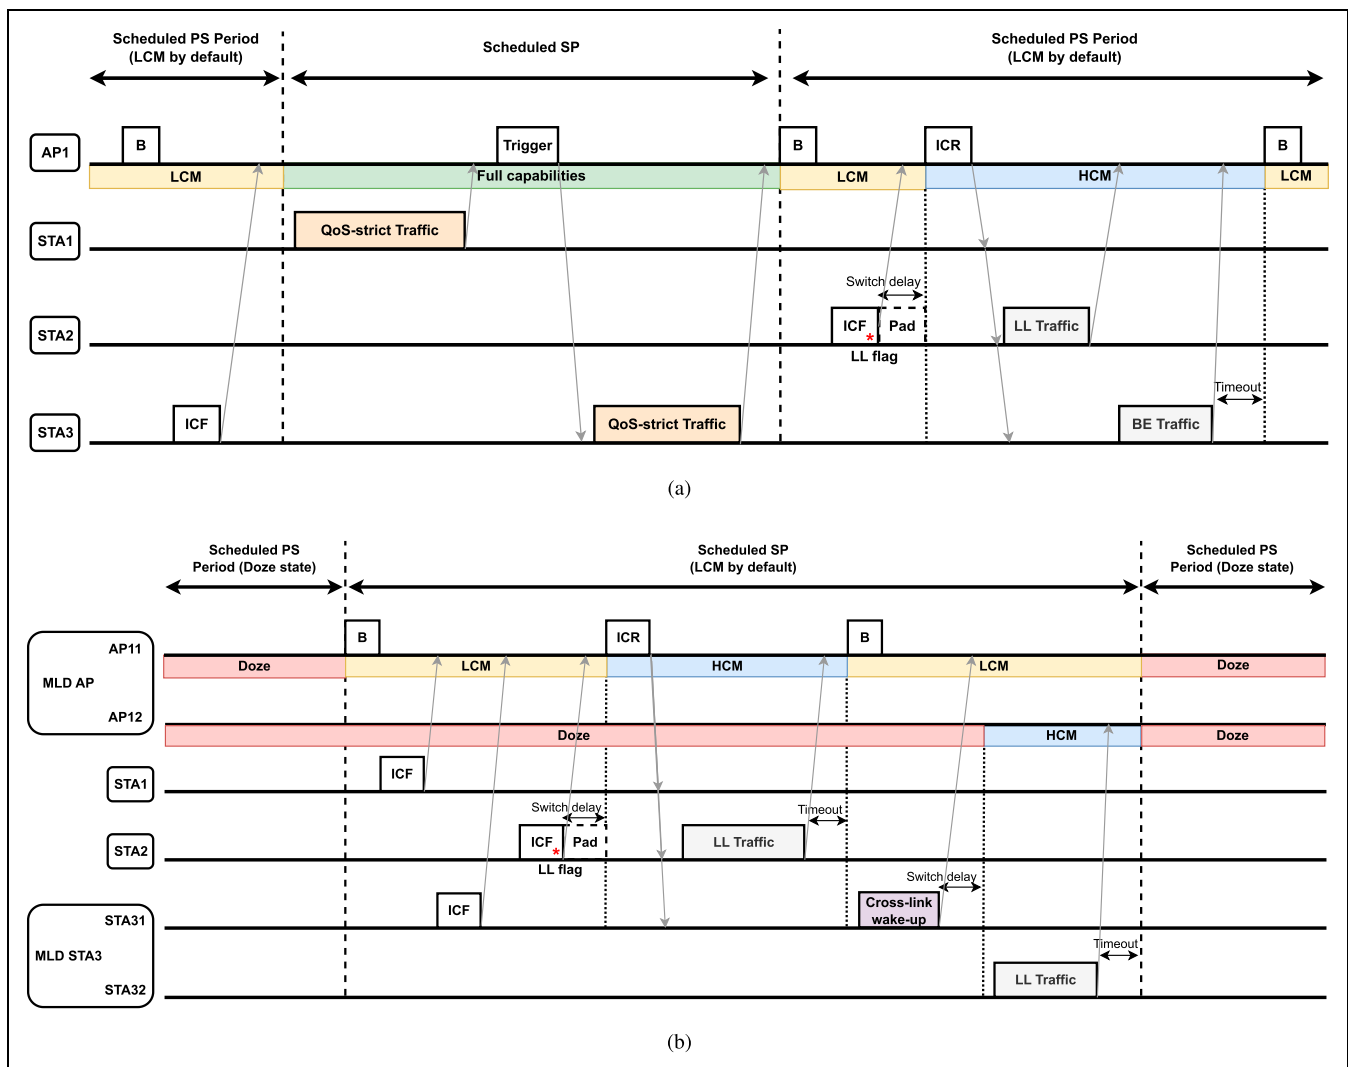 Scheduled PS Period
(LCM by default)
Scheduled SP
Scheduled PS Period
(LCM by default)
AP1
B
Trigger
B
ICR
B
LCM
Full capabilities
LCM
HCM
LCM
STA1
QoS-strict Traffic
Switch delay
STA2
ICF
*
Pad
LL Traffic
LL flag
Timeout
STA3
ICF
QoS-strict Traffic
BE Traffic
(a)
Scheduled PS
Period (Doze state)
Scheduled SP
(LCM by default)
Scheduled PS
Period (Doze state)
MLD AP
AP11
B
ICR
B
Doze
LCM
HCM
LCM
Doze
AP12
Doze
HCM
Doze
STA1
ICF
Switch delay
Timeout
STA2
ICF
*
Pad
LL Traffic
LL flag
Switch delay
MLD STA3
STA31
ICF
Cross-link
wake-up
Timeout
STA32
LL Traffic
(b)